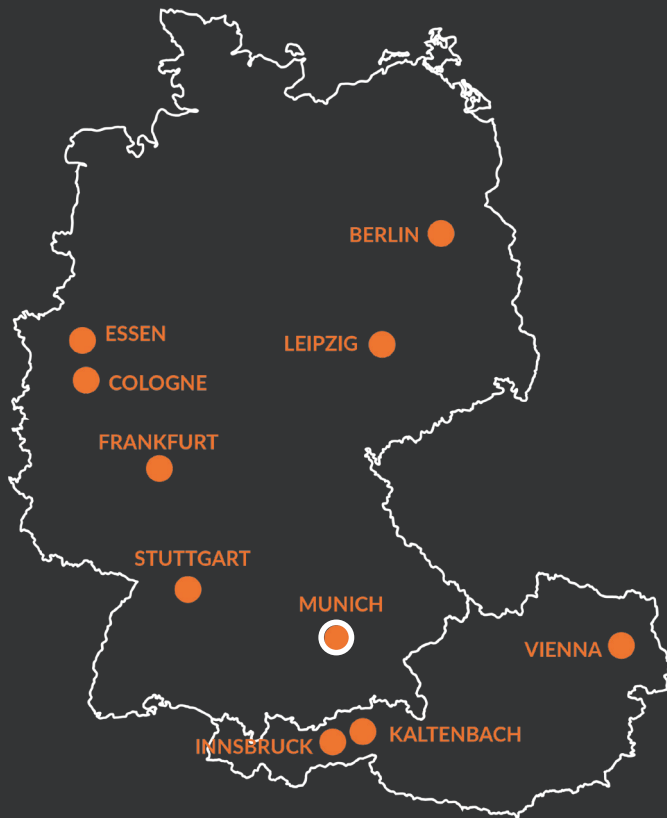 BERLIN
ESSEN
LEIPZIG
COLOGNE
FRANKFURT
STUTTGART
MUNICH
VIENNA
KALTENBACH
INNSBRUCK